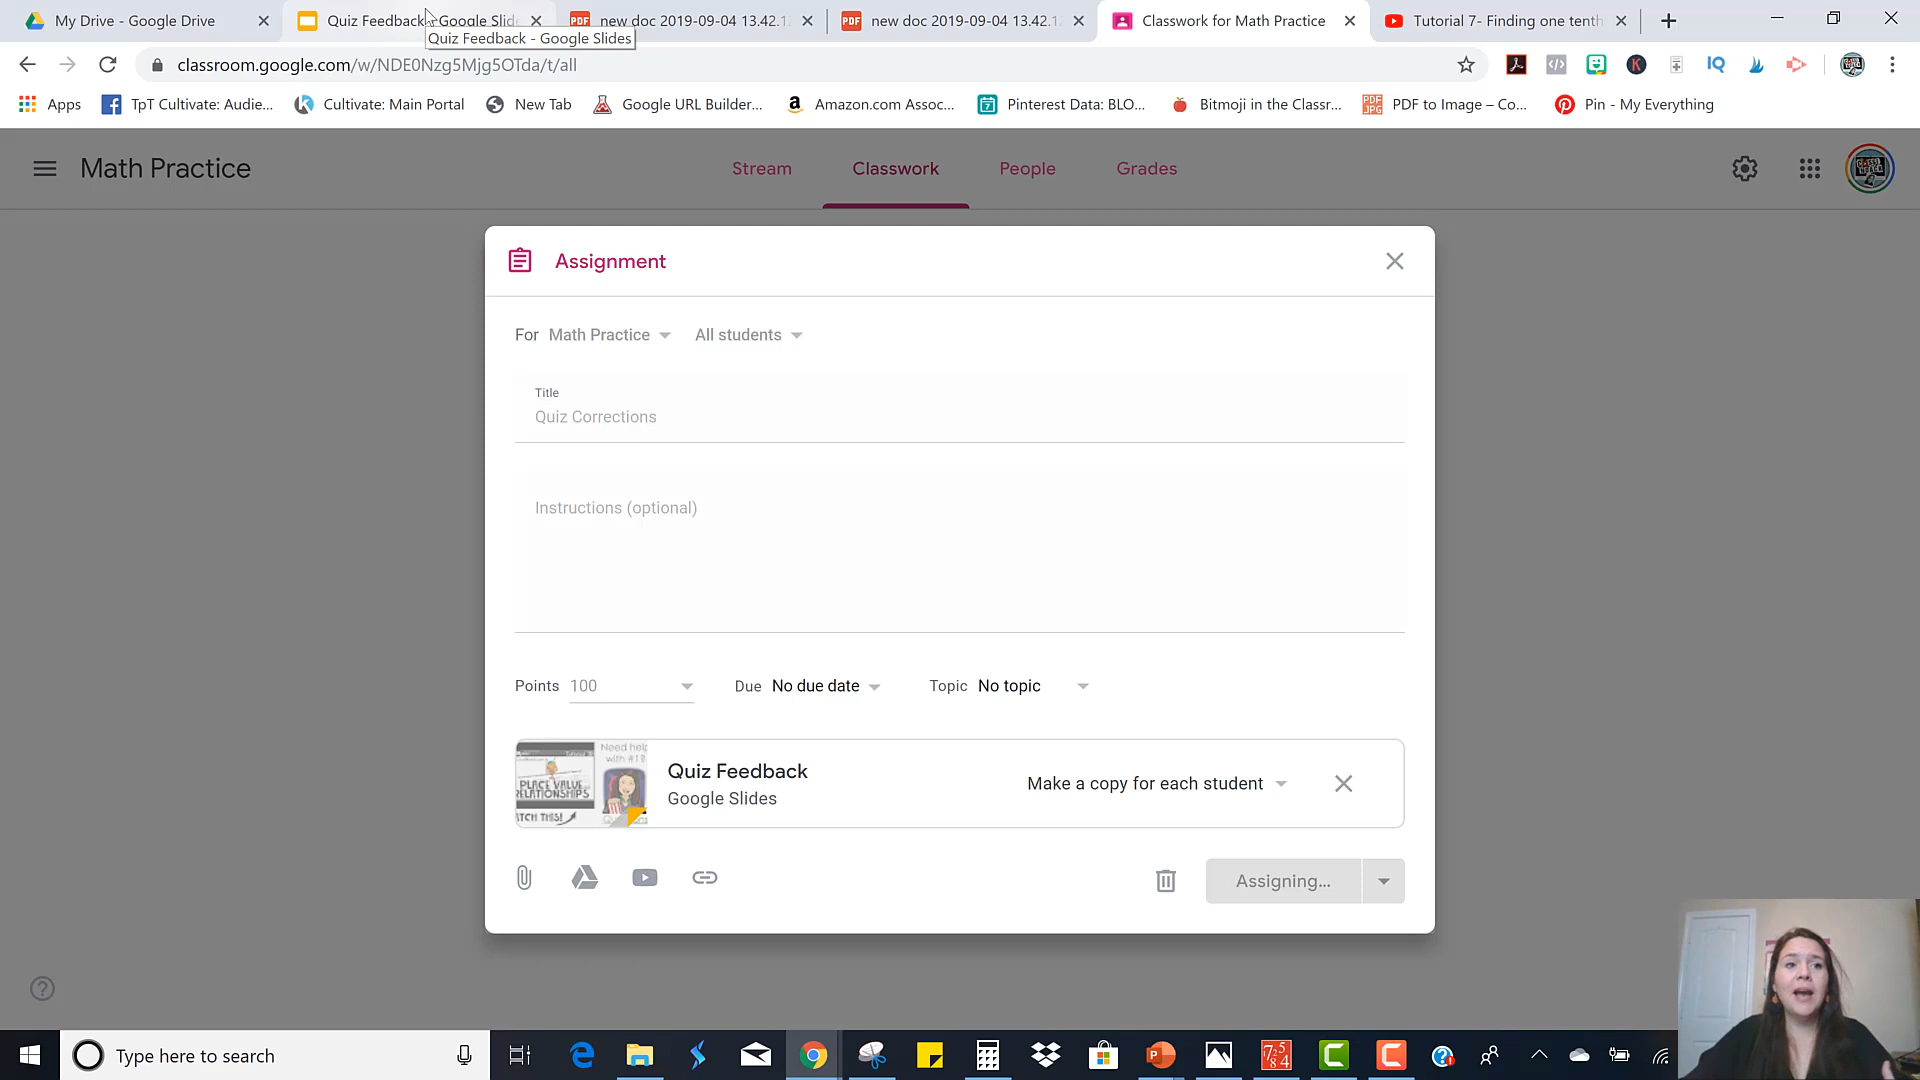 My Drive - Google Drive
Quiz Feedback - Google Slid
PDF new doc 2019-09-04 13.42.1
PDF new doc 2019-09-04 13.42.1
Classwork for Math Practice
Tutorial 7- Finding one tenth
Quiz Feedback - Google Slides
classroom.google.com/w/NDE0Nzg5Mjg5OTda/t/all
Apps
TpT Cultivate: Audie...
Cultivate: Main Portal
New Tab
Google URL Builder...
Amazon.com Assoc...
Pinterest Data: BLO...
Bitmoji in the Classr...
PDF to Image – Co...
Pin - My Everything
Math Practice
Stream
Classwork
People
Grades
Assignment
For Math Practice All students
Title
Quiz Corrections
Instructions (optional)
Points 100 Due No due date Topic No topic
Need help
with #18
PLACE VALUE
RELATIONSHIPS
Quiz Feedback
Google Slides
Make a copy for each student
Assigning...
Type here to search